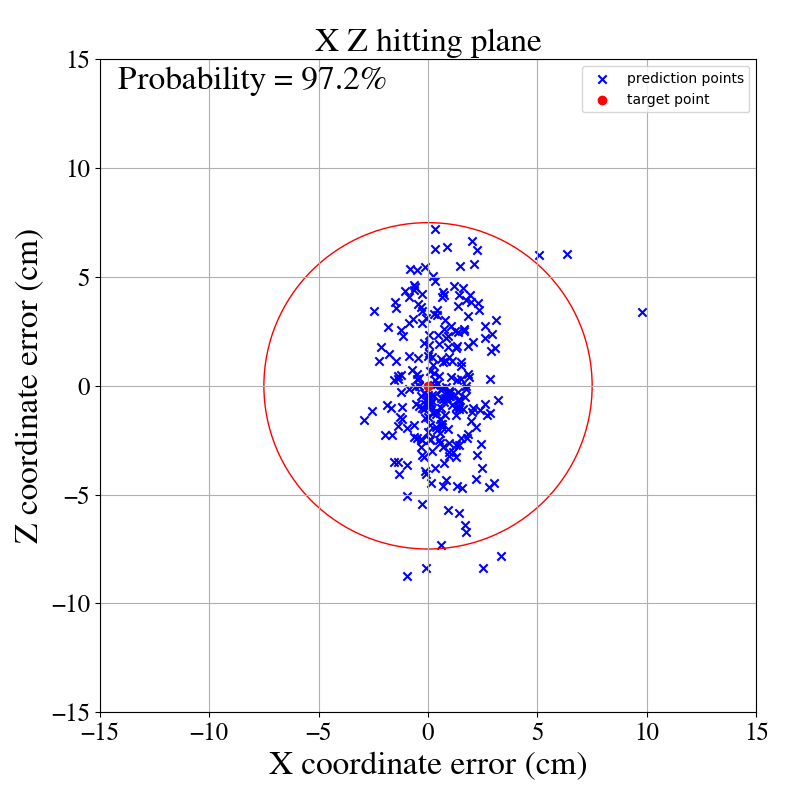 X Z hitting plane
Probability = 97.2%
prediction points
target point
15
10
5
0
−5
−10
−15
Z coordinate error (cm)
−15 −10 −5 0 5 10 15
X coordinate error (cm)